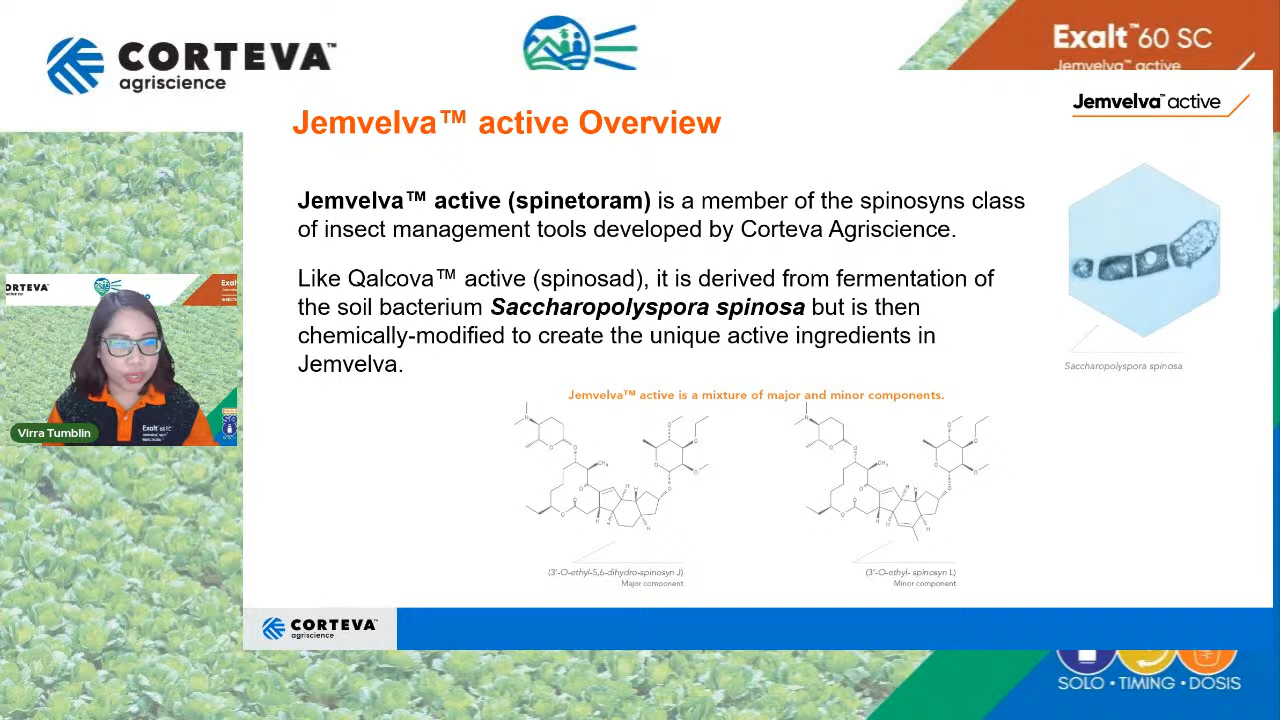 CORTEVA™
agriscience
Exalt™60 SC
Jemvelva™ active
Jemvelva™ active
Jemvelva™ active Overview
Jemvelva™ active (spinetoram) is a member of the spinosyns class
of insect management tools developed by Corteva Agriscience.
Like Qalcova™ active (spinosad), it is derived from fermentation of
the soil bacterium Saccharopolyspora spinosa but is then
chemically-modified to create the unique active ingredients in
Jemvelva.
Saccharopolyspora spinosa
Jemvelva™ active is a mixture of major and minor components.
(3'-O-ethyl-5,6-dihydro-spinosyn J)
Major component
(3'-O-ethyl- spinosyn L)
Minor component
Virra Tumblin
CORTEVA™
agriscience
SOLO • TIMING • DOSIS